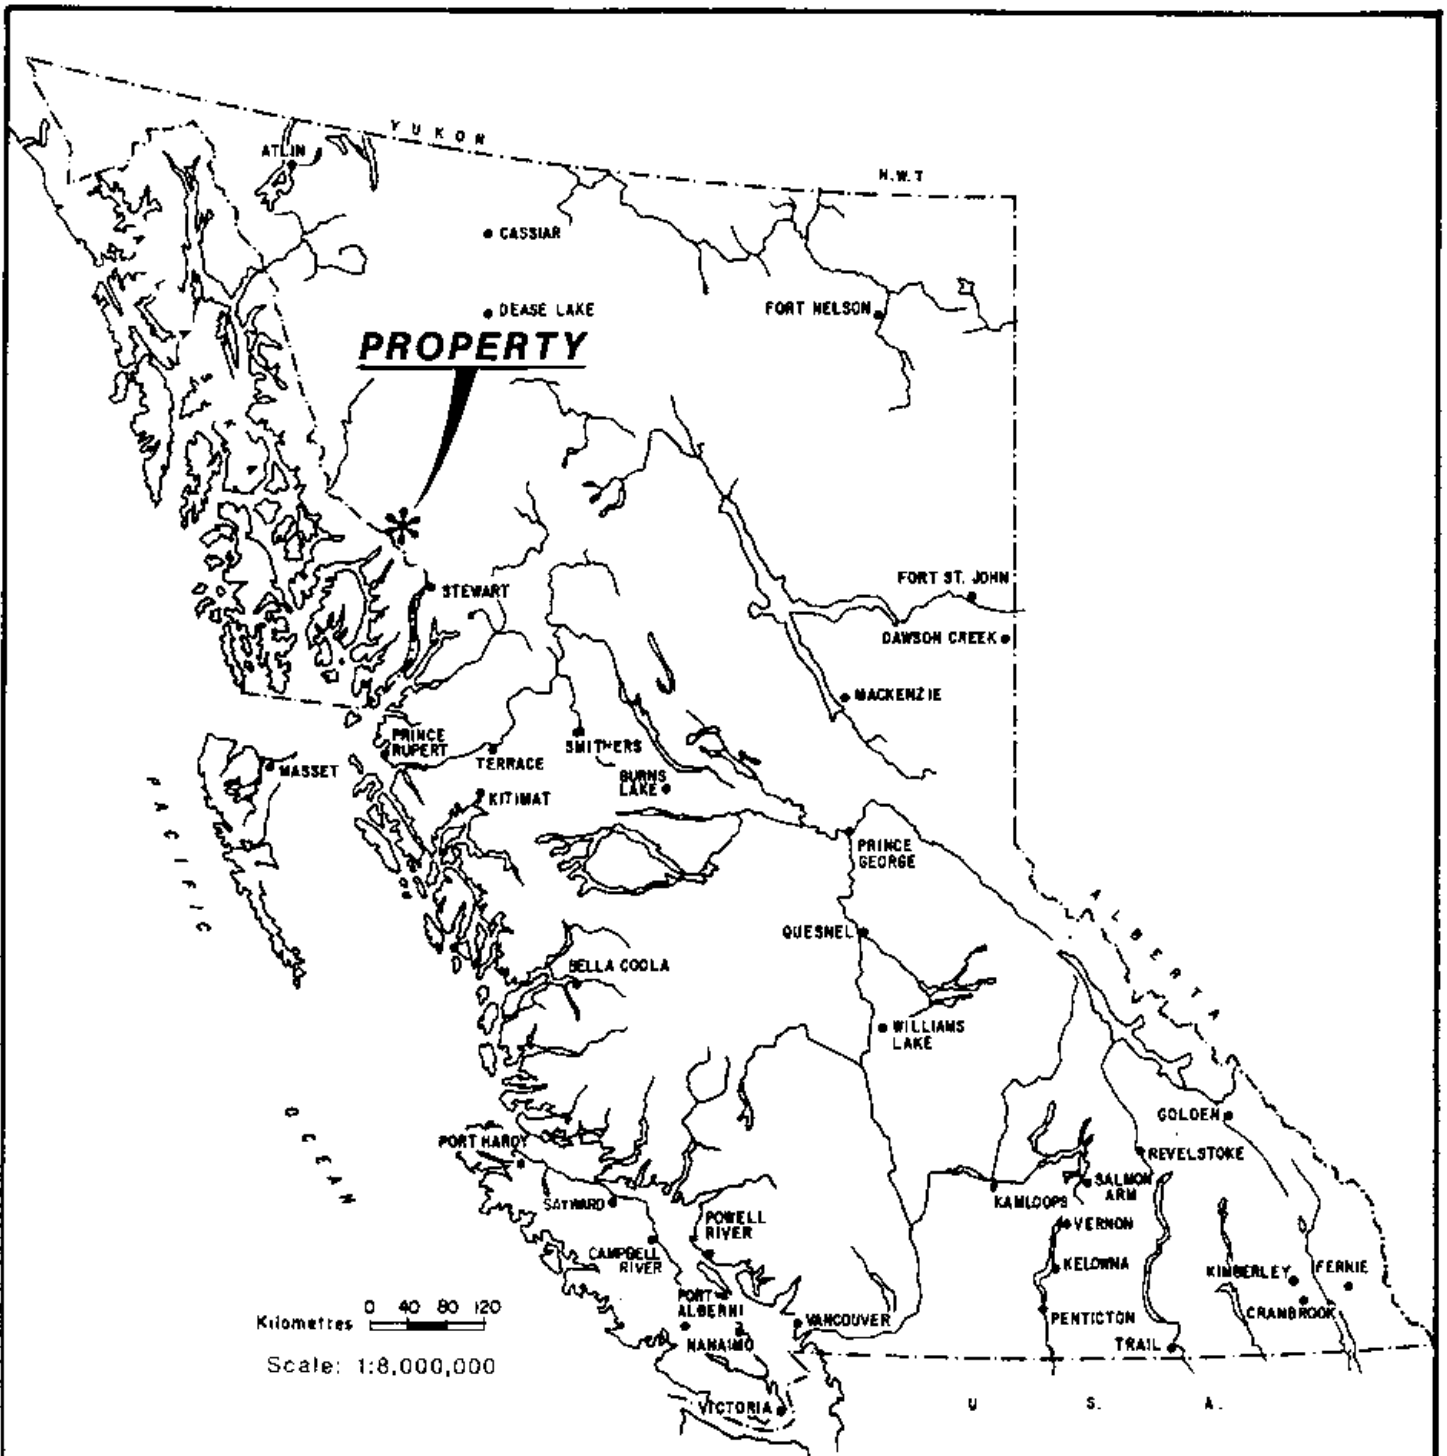 YUKON
N.W.T
ATLIN
CASSIAR
DEASE LAKE
FORT NELSON
PROPERTY
STEWART
FORT ST. JOHN
DAWSON CREEK
MACKENZIE
PRINCE
RUPERT
SMITHERS
TERRACE
MASSET
BURNS
LAKE
KITIMAT
PACIFIC
PRINCE
GEORGE
ALBERTA
QUESNEL
BELLA COOLA
WILLIAMS
LAKE
OCEAN
GOLDEN
PORT HARDY
REVELSTOKE
SALMON
ARM
KAMLOOPS
SAYWARD
POWELL
RIVER
VERNON
CAMPBELL
RIVER
KELOWNA
KIMBERLEY
FERNIE
PORT
ALBERNI
CRANBROOK
Kilometres 0 40 80 120
VANCOUVER
PENTICTON
NANAIMO
TRAIL
Scale: 1:8,000,000
VICTORIA
U S. A.